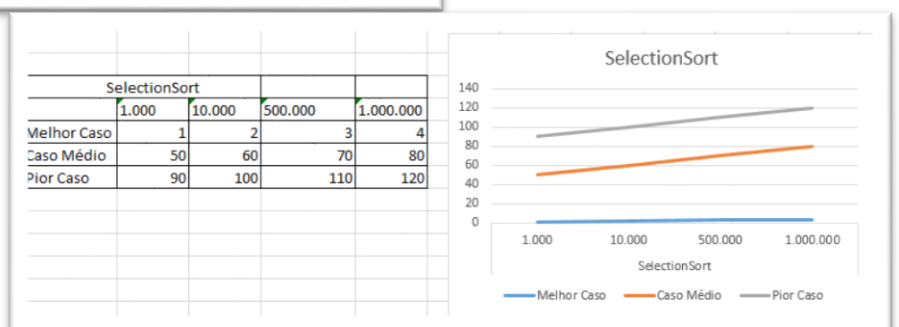 SelectionSort
1.000 10.000 500.000 1.000.000
Melhor Caso 1 2 3 4
Caso Médio 50 60 70 80
Pior Caso 90 100 110 120
SelectionSort
140
120
100
80
60
40
20
0
1.000 10.000 500.000 1.000.000
SelectionSort
Melhor Caso Caso Médio Pior Caso